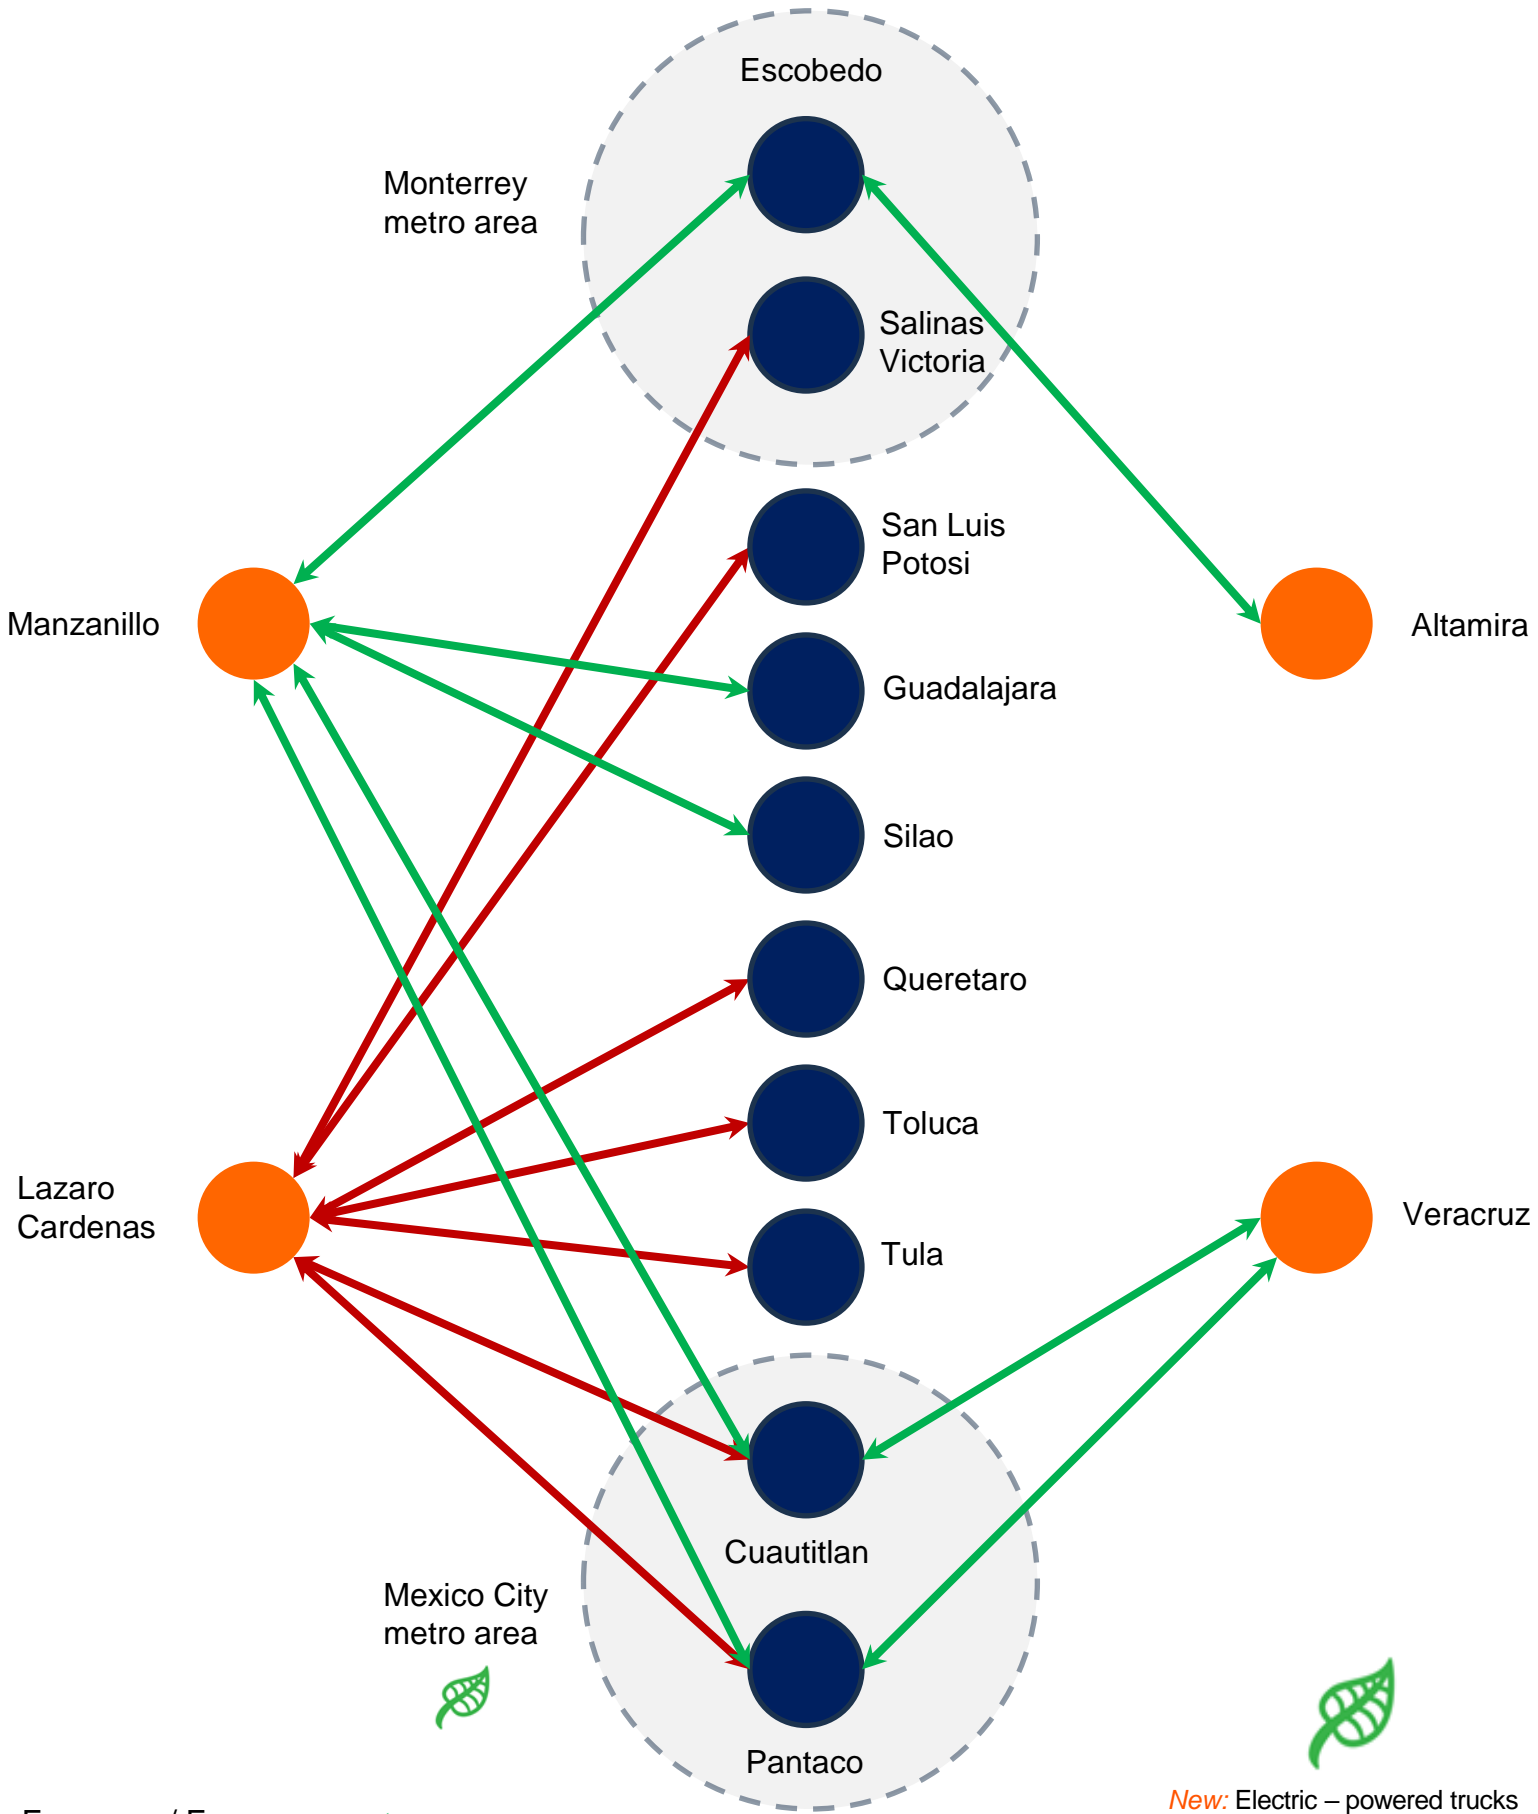 Escobedo
Monterrey
metro area
Salinas
Victoria
San Luis
Potosi
Manzanillo
Altamira
Guadalajara
Silao
Queretaro
Toluca
Lazaro
Cardenas
Veracruz
Tula
Cuautitlan
Mexico City
metro area
Pantaco
New: Electric – powered trucks